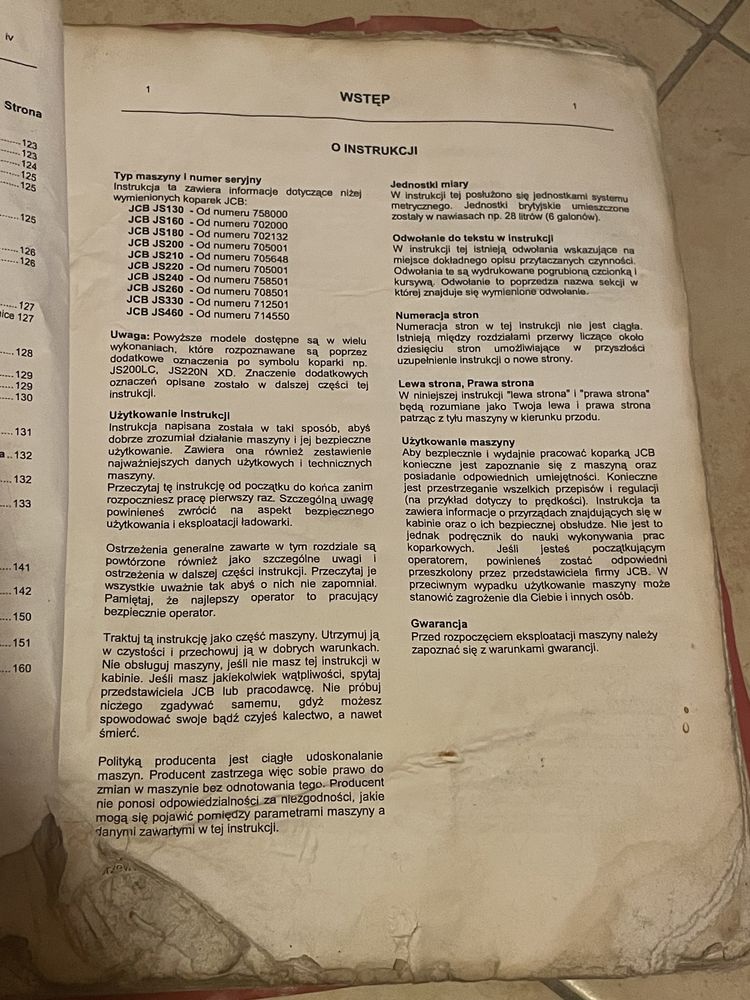 iv
Strona
123
123
124
125
125
125
126
126
127
127
128
129
129
130
131
132
132
133
141
142
150
151
160
1
WSTĘP
1
O INSTRUKCJI
Typ maszyny i numer seryjny
Instrukcja ta zawiera informacje dotyczące niżej
wymienionych koparek JCB:
JCB JS130 - Od numeru 758000
JCB JS160 - Od numeru 702000
JCB JS180 - Od numeru 702132
JCB JS200 - Od numeru 705001
JCB JS210 - Od numeru 705648
JCB JS220 - Od numeru 705001
JCB JS240 - Od numeru 758501
JCB JS260 - Od numeru 708501
JCB JS330 - Od numeru 712501
JCB JS460 - Od numeru 714550
Uwaga: Powyższe modele dostępne są w wielu
wykonaniach, które rozpoznawane są poprzez
dodatkowe oznaczenia po symbolu koparki np.
JS200LC, JS220N XD. Znaczenie dodatkowych
oznaczeń opisane zostało w dalszej części tej
instrukcji.
Użytkowanie Instrukcji
Instrukcja napisana została w taki sposób, abyś
dobrze zrozumiał działanie maszyny i jej bezpieczne
użytkowanie. Zawiera ona również zestawienie
najważniejszych danych użytkowych i technicznych
maszyny.
Przeczytaj tę instrukcję od początku do końca zanim
rozpoczniesz pracę pierwszy raz. Szczególną uwagę
powinieneś zwrócić na aspekt bezpiecznego
użytkowania i eksploatacji ładowarki.
Ostrzeżenia generalne zawarte w tym rozdziale są
powtórzone również jako szczególne uwagi i
ostrzeżenia w dalszej części instrukcji. Przeczytaj je
wszystkie uważnie tak abyś o nich nie zapomniał.
Pamiętaj, że najlepszy operator to pracujący
bezpiecznie operator.
Traktuj tą instrukcję jako część maszyny. Utrzymuj ją
w czystości i przechowuj ją w dobrych warunkach.
Nie obsługuj maszyny, jeśli nie masz tej instrukcji w
kabinie. Jeśli masz jakiekolwiek wątpliwości, spytaj
przedstawiciela JCB lub pracodawcę. Nie próbuj
niczego zgadywać samemu, gdyż możesz
spowodować swoje bądź czyjeś kalectwo, a nawet
śmierć.
Polityką producenta jest ciągłe udoskonalanie
maszyn. Producent zastrzega więc sobie prawo do
zmian w maszynie bez odnotowania tego. Producent
nie ponosi odpowiedzialności za niezgodności, jakie
mogą się pojawić pomiędzy parametrami maszyny a
danymi zawartymi w tej instrukcji.
Jednostki miary
W instrukcji tej posłużono się jednostkami systemu
metrycznego. Jednostki brytyjskie umieszczone
zostały w nawiasach np. 28 litrów (6 galonów).
Odwołanie do tekstu w instrukcji
W instrukcji tej istnieją odwołania wskazujące na
miejsce dokładnego opisu przytaczanych czynności.
Odwołania te są wydrukowane pogrubioną czcionką i
kursywą. Odwołanie to poprzedza nazwa sekcji w
której znajduje się wymienione odwołanie.
Numeracja stron
Numeracja stron w tej instrukcji nie jest ciągła.
Istnieją między rozdziałami przerwy liczące około
dziesięciu stron umożliwiające w przyszłości
uzupełnienie instrukcji o nowe strony.
Lewa strona, Prawa strona
W niniejszej instrukcji "lewa strona" i "prawa strona"
będą rozumiane jako Twoja lewa i prawa strona
patrząc z tyłu maszyny w kierunku przodu.
Użytkowanie maszyny
Aby bezpiecznie i wydajnie pracować koparką JCB
konieczne jest zapoznanie się z maszyną oraz
posiadanie odpowiednich umiejętności. Konieczne
jest przestrzeganie wszelkich przepisów i regulacji
(na przykład dotyczy to prędkości). Instrukcja ta
zawiera informacje o przyrządach znajdujących się w
kabinie oraz o ich bezpiecznej obsłudze. Nie jest to
jednak podręcznik do nauki wykonywania prac
koparkowych. Jeśli jesteś początkującym
operatorem, powinieneś zostać odpowiedni
przeszkolony przez przedstawiciela firmy JCB. W
przeciwnym wypadku użytkowanie maszyny może
stanowić zagrożenie dla Ciebie i innych osób.
Gwarancja
Przed rozpoczęciem eksploatacji maszyny należy
zapoznać się z warunkami gwarancji.